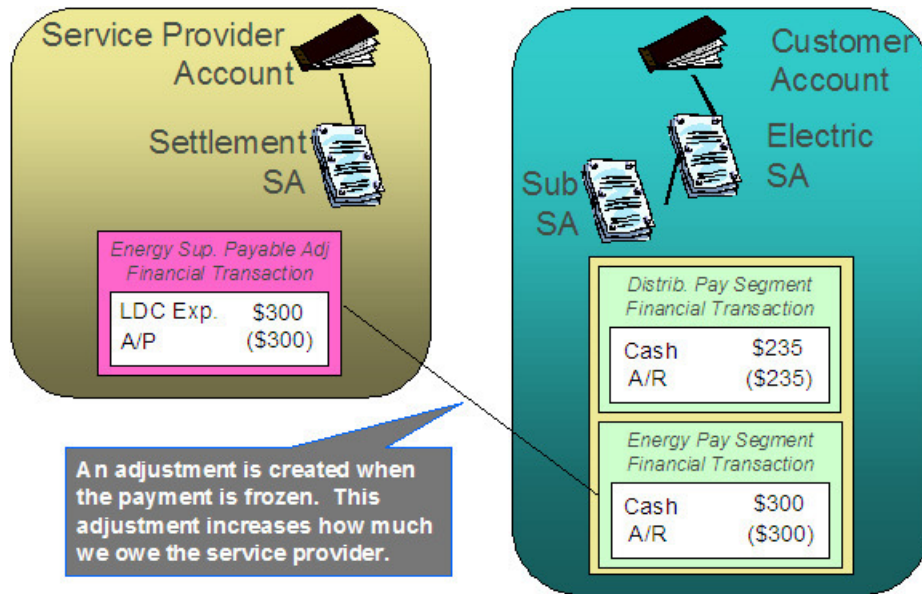 Service Provider
Account
Settlement
SA
Energy Sup. Payable Adj
Financial Transaction
LDC Exp. $300
A/P ($300)
An adjustment is created when
the payment is frozen. This
adjustment increases how much
we owe the service provider.
Customer
Account
Electric
SA
Sub
SA
Distrib. Pay Segment
Financial Transaction
Cash $235
A/R ($235)
Energy Pay Segment
Financial Transaction
Cash $300
A/R ($300)